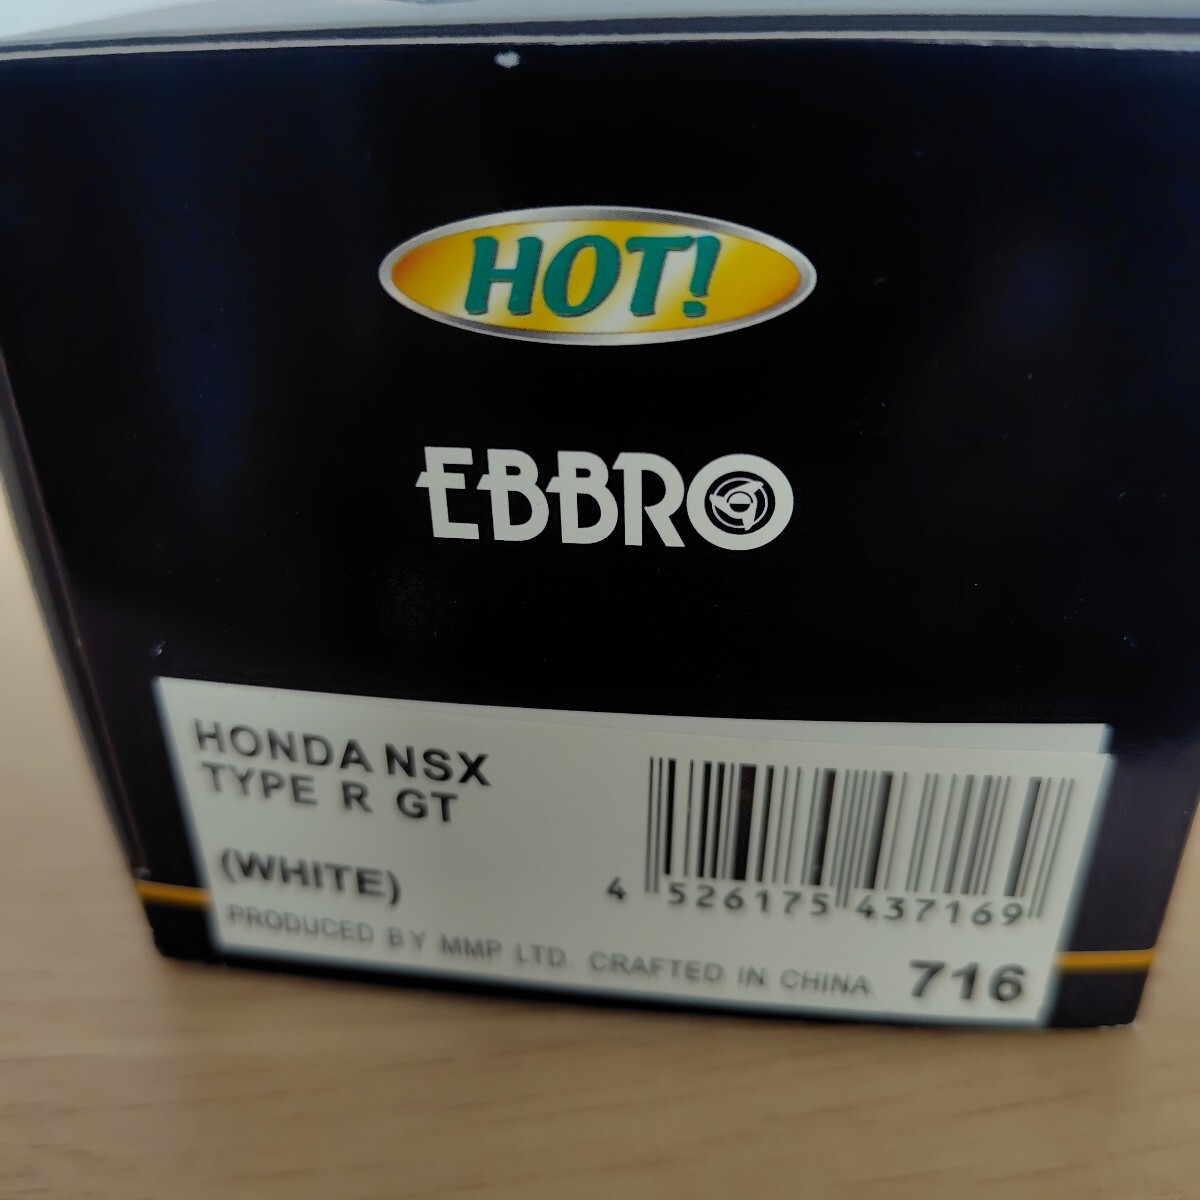 HOT!
EBBRO
HONDA NSX
TYPE R GT
(WHITE)
4 526175 437169
PRODUCED BY MMP LTD. CRAFTED IN CHINA 716